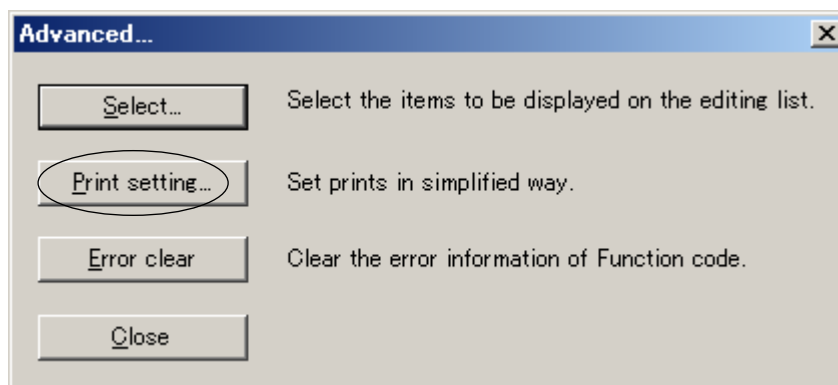 Advanced...
Select... Select the items to be displayed on the editing list.
Print setting... Set prints in simplified way.
Error clear Clear the error information of Function code.
Close